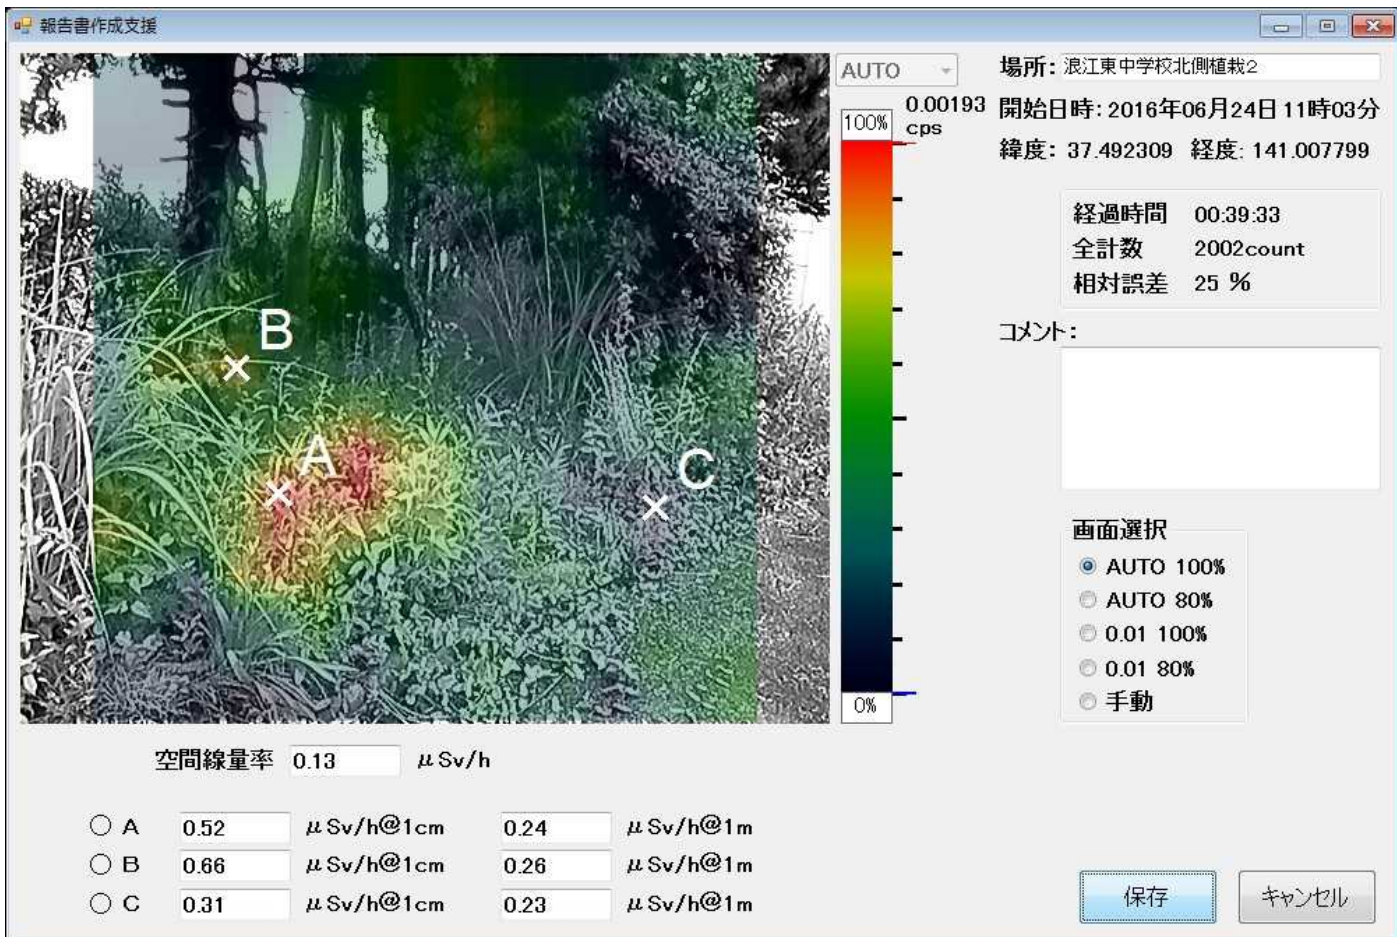 報告書作成支援
AUTO
100%
0.00193
cps
0%
場所: 浪江東中学校北側植栽2
開始日時: 2016年06月24日 11時03分
緯度: 37.492309 経度: 141.007799
経過時間 00:39:33
全計数 2002count
相対誤差 25 %
コメント:
画面選択
AUTO 100%
AUTO 80%
0.01 100%
0.01 80%
手動
B
A
C
空間線量率 0.13 μSv/h
A 0.52 μSv/h@1cm 0.24 μSv/h@1m
B 0.66 μSv/h@1cm 0.26 μSv/h@1m
C 0.31 μSv/h@1cm 0.23 μSv/h@1m
保存 キャンセル